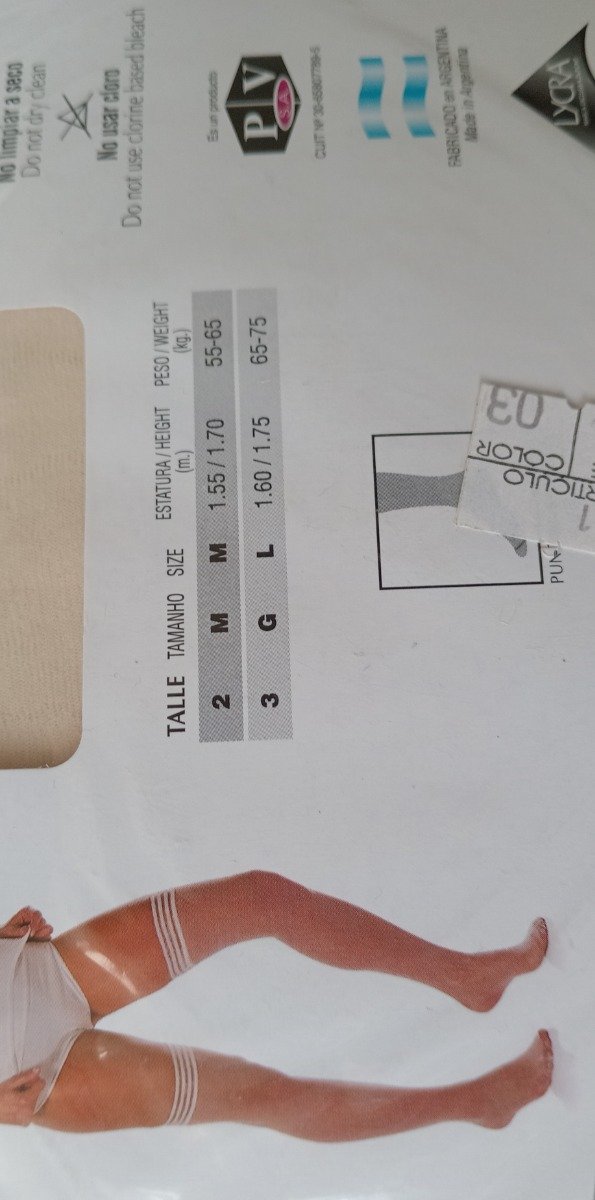 No limpiar a seco
Do not dry clean
No usar cloro
Do not use clorine based bleach
Es un producto
P V
S.A.
FABRICADO en ARGENTINA
Made in Argentina
LYCRA
TALLE TAMANHO SIZE ESTATURA / HEIGHT (m.) PESO / WEIGHT (kg.)
2 M M 1.55 / 1.70 55-65
3 G L 1.60 / 1.75 65-75
COLOR
03
1